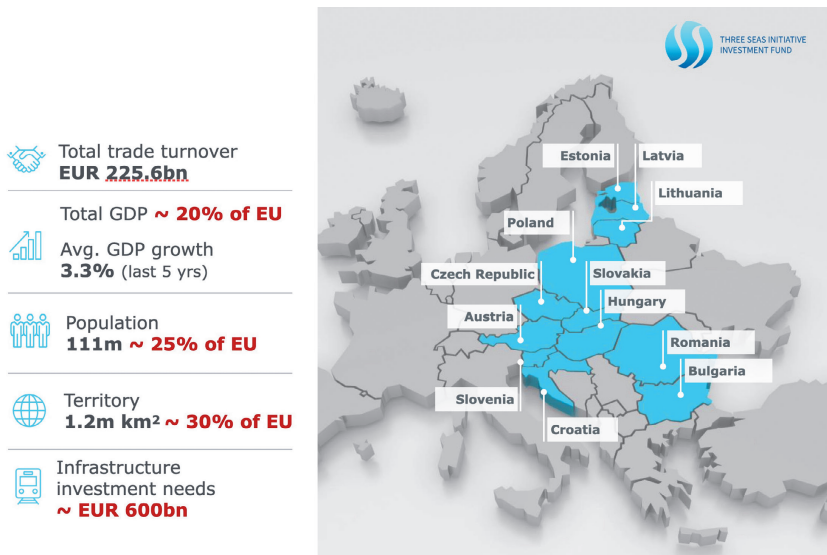 Total trade turnover
EUR 225.6bn
Total GDP ~ 20% of EU
Avg. GDP growth
3.3% (last 5 yrs)
Population
111m ~ 25% of EU
Territory
1.2m km² ~ 30% of EU
Infrastructure
investment needs
~ EUR 600bn
THREE SEAS INITIATIVE
INVESTMENT FUND
Estonia
Latvia
Lithuania
Poland
Czech Republic
Slovakia
Hungary
Austria
Romania
Bulgaria
Slovenia
Croatia